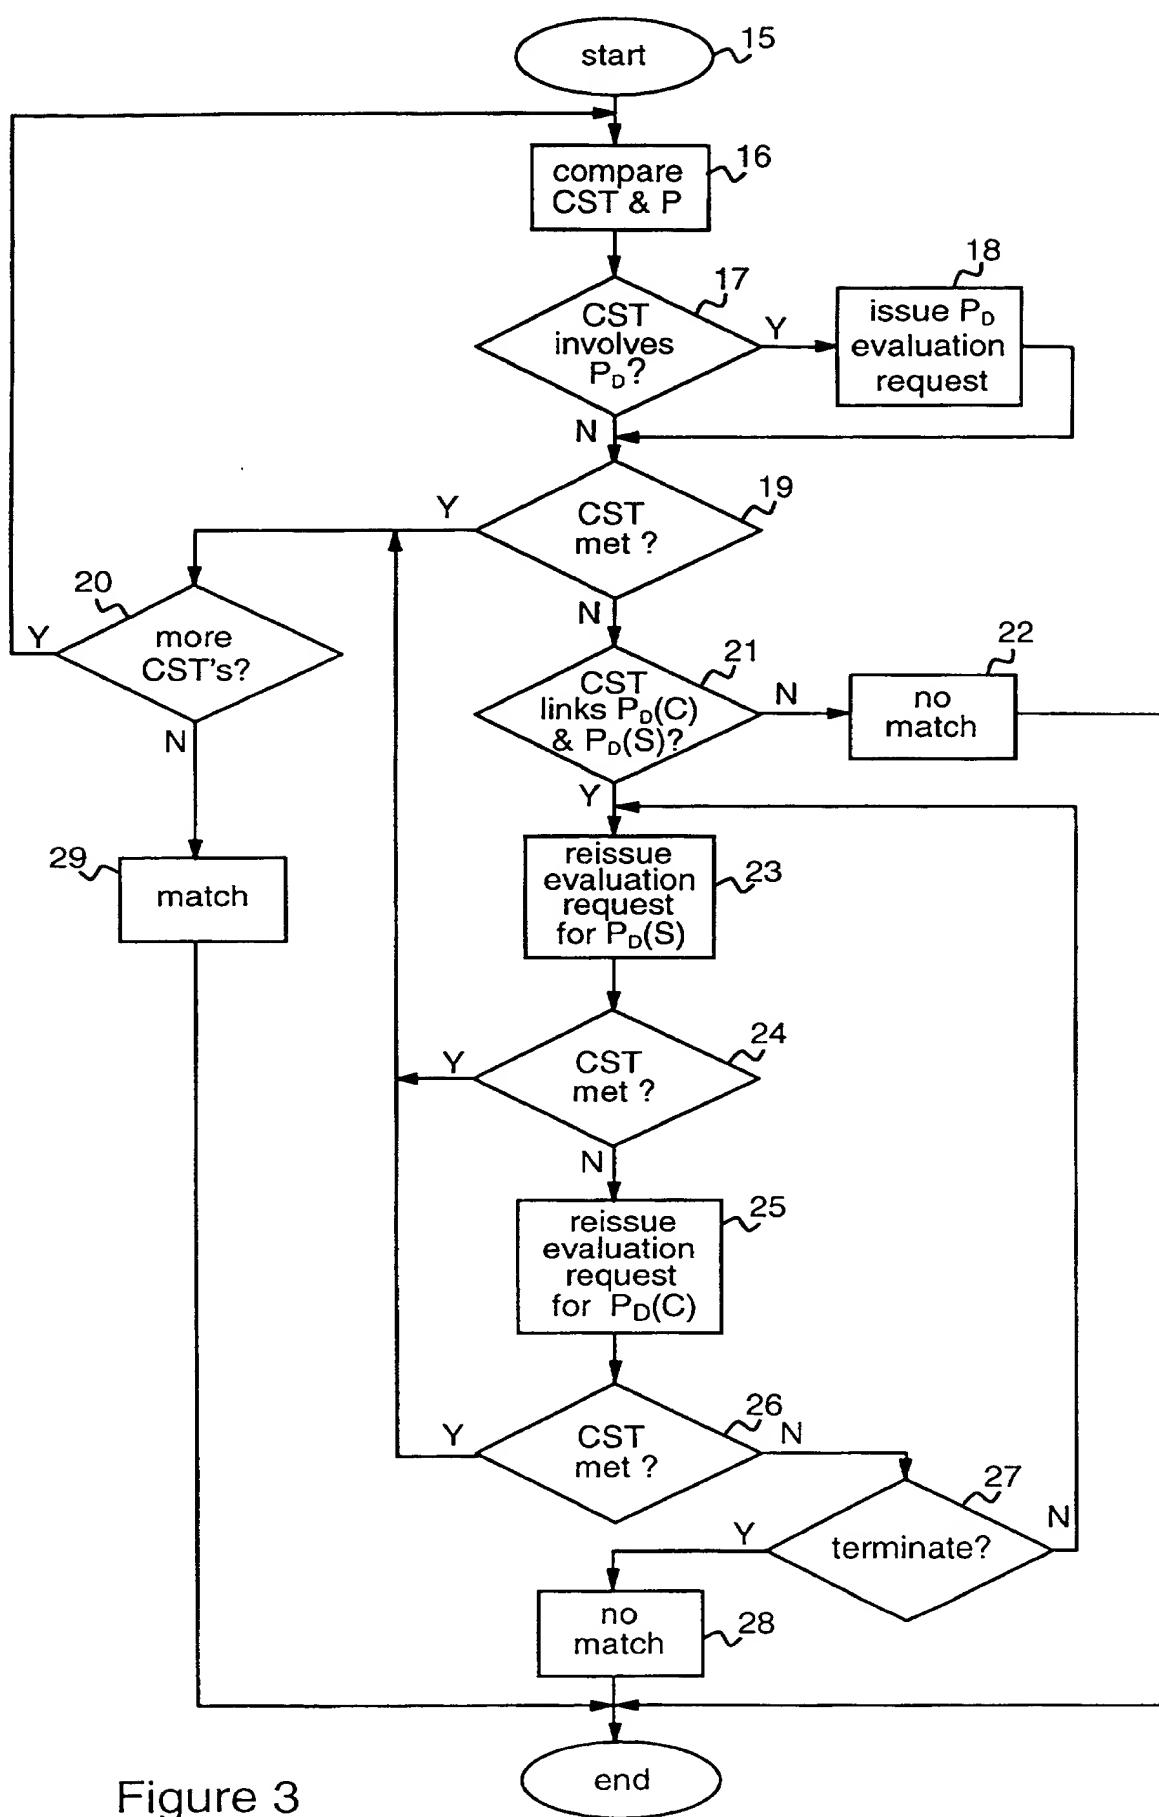 start
15
compare
CST & P
16
CST
involves
PD?
17
Y
issue PD
evaluation
request
18
N
CST
met ?
19
Y
N
20
more
CST's?
Y
N
CST
links PD(C)
& PD(S)?
21
N
no
match
22
Y
29
match
reissue
evaluation
request
for PD(S)
23
CST
met ?
24
Y
N
reissue
evaluation
request
for PD(C)
25
CST
met ?
26
Y
N
terminate?
27
Y
N
no
match
28
end
Figure 3